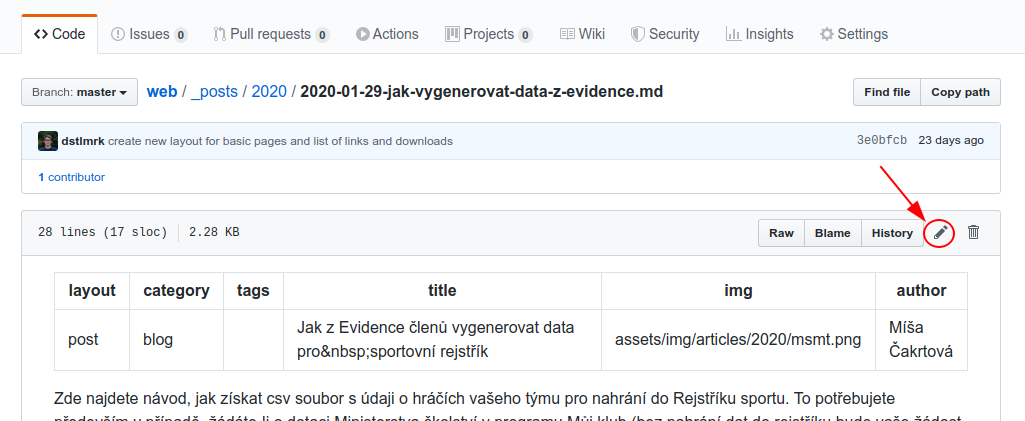 Code Issues 0 Pull requests 0 Actions Projects 0 Wiki Security Insights Settings
Branch: master web / _posts / 2020 / 2020-01-29-jak-vygenerovat-data-z-evidence.md Find file Copy path
dstlmrk create new layout for basic pages and list of links and downloads 3e0bfcb 23 days ago
1 contributor
28 lines (17 sloc) 2.28 KB Raw Blame History
layout category tags title img author
post blog Jak z Evidence členů vygenerovat data pro&nbsp;sportovní rejstřík assets/img/articles/2020/msmt.png Míša Čakrtová
Zde najdete návod, jak získat csv soubor s údaji o hráčích vašeho týmu pro nahrání do Rejstříku sportu. To potřebujete